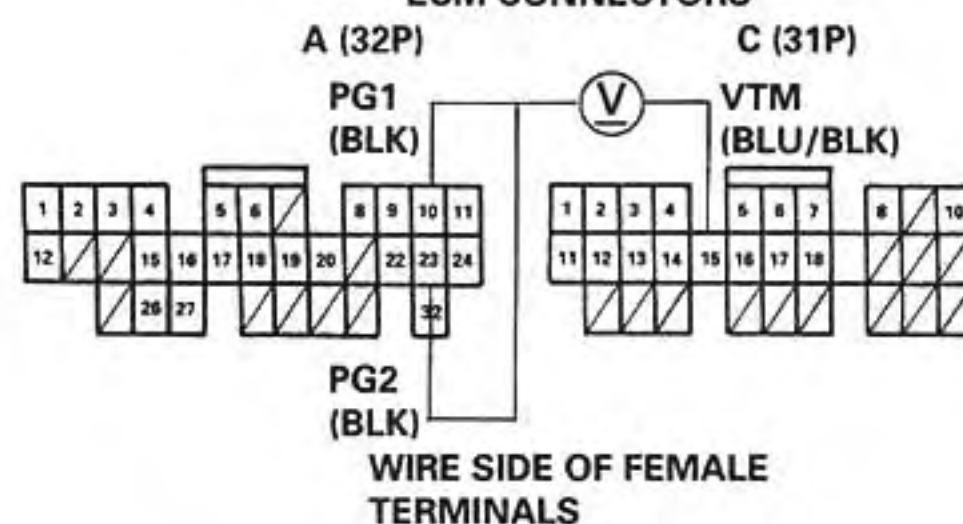 ECM CONNECTORS
A (32P) C (31P)
PG1 VTM
(BLK) V (BLU/BLK)
1 2 3 4 5 6 8 9 10 11 1 2 3 4 5 6 7 8 10
12 15 16 17 18 19 20 22 23 24 11 12 13 14 15 16 17 18
26 27 32
PG2
(BLK)
WIRE SIDE OF FEMALE
TERMINALS